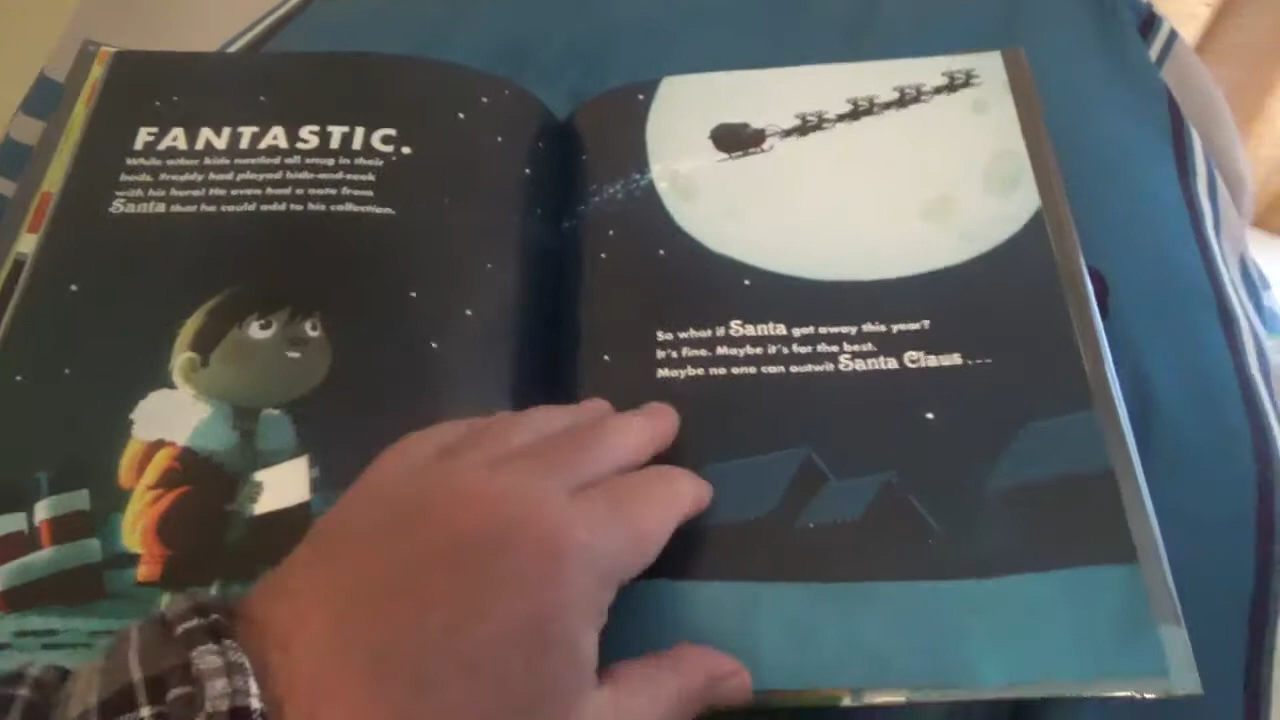 FANTASTIC.
While other kids nestled all snug in their
beds, Freddy had played hide-and-seek
with his hero! He even had a note from
Santa that he could add to his collection.
So what if Santa got away this year?
It's fine. Maybe it's for the best.
Maybe no one can outwit Santa Claus . . .